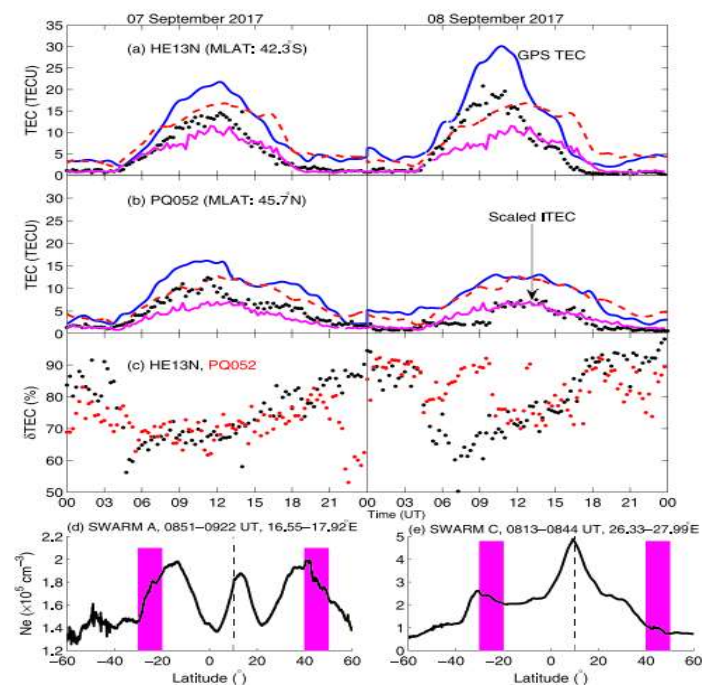 07 September 2017
08 September 2017
(a) HE13N (MLAT: 42.3°S)
GPS TEC
TEC (TECU)
35
30
25
20
15
10
5
0
(b) PQ052 (MLAT: 45.7°N)
Scaled ITEC
TEC (TECU)
30
25
20
15
10
5
0
(c) HE13N, PQ052
δTEC (%)
90
80
70
60
50
00 03 06 09 12 15 18 21 00 03 06 09 12 15 18 21 00
Time (UT)
(d) SWARM A, 0851–0922 UT, 16.55–17.92°E
(e) SWARM C, 0813–0844 UT, 26.33–27.99°E
Ne (×10⁵ cm⁻³)
2.2
2
1.8
1.6
1.4
1.2
5
4
3
2
1
0
−60 −40 −20 0 20 40 60
−60 −40 −20 0 20 40 60
Latitude (°)
Latitude (°)